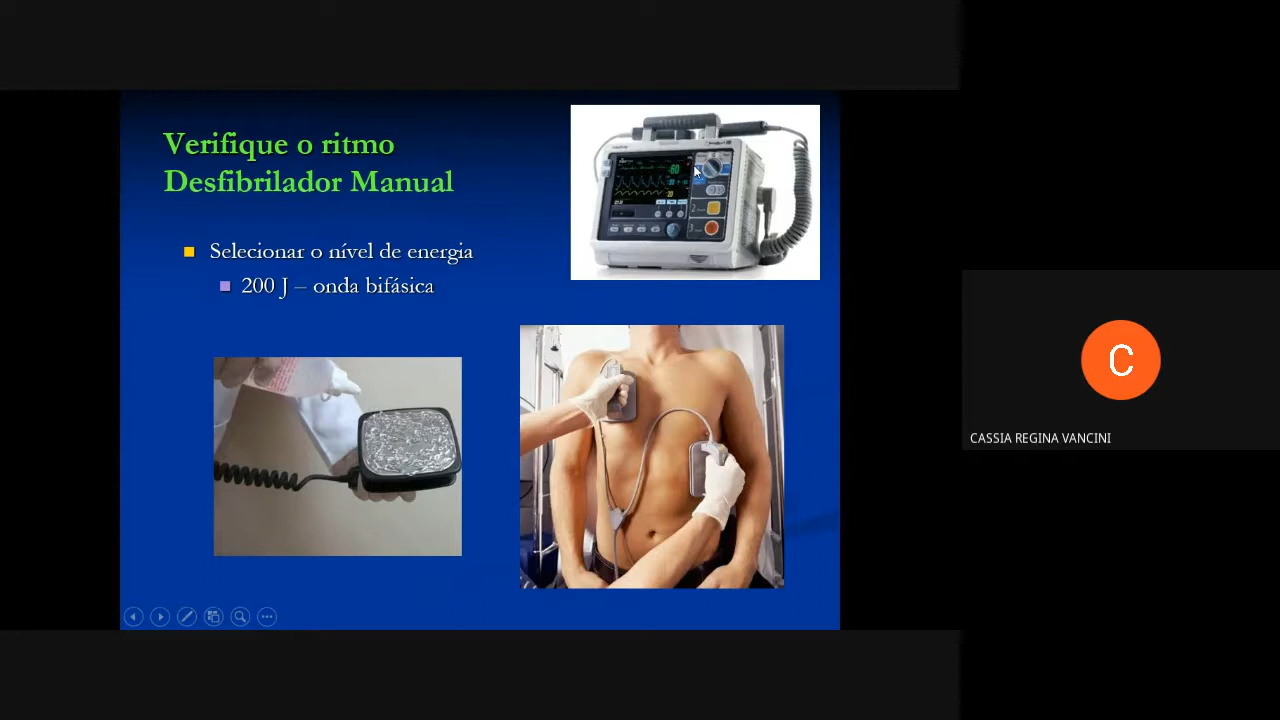 Verifique o ritmo
Desfibrilador Manual
Selecionar o nível de energia
200 J – onda bifásica
C
CASSIA REGINA VANCINI